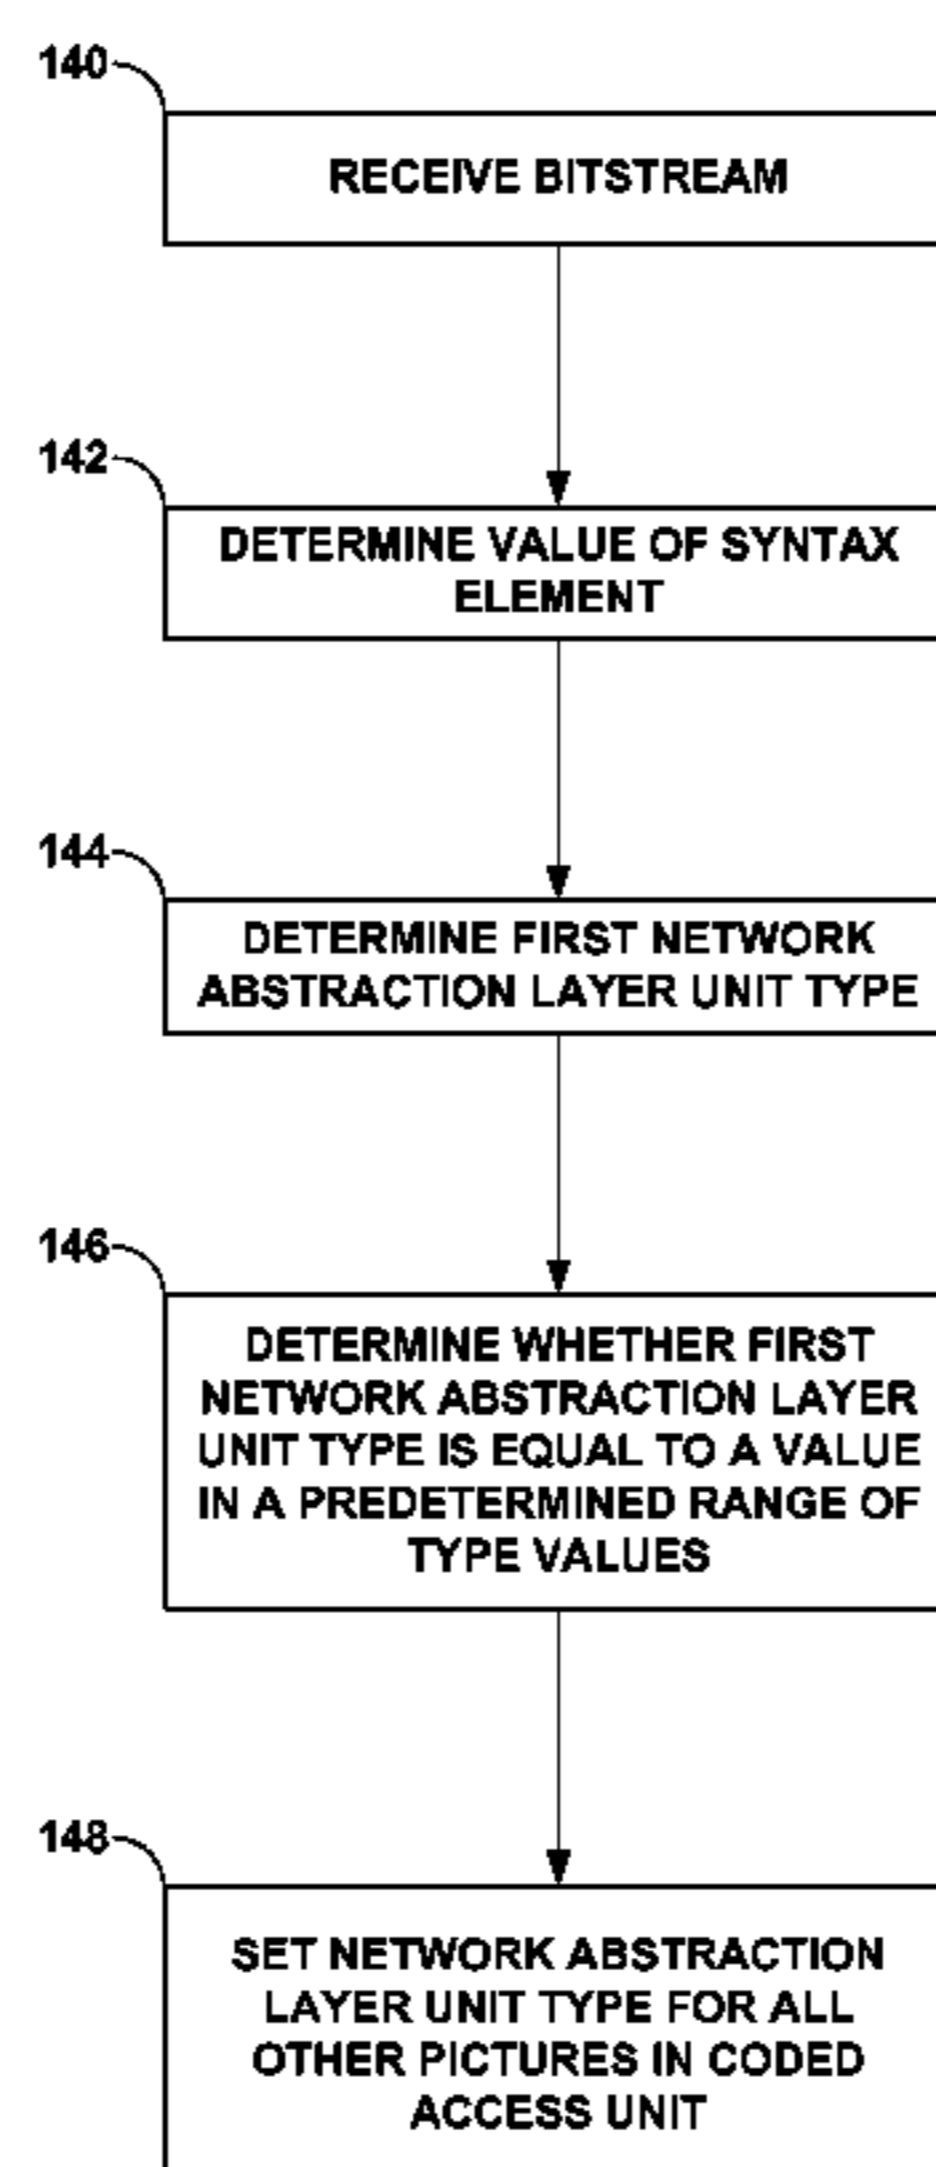 140
RECEIVE BITSTREAM
142
DETERMINE VALUE OF SYNTAX
ELEMENT
144
DETERMINE FIRST NETWORK
ABSTRACTION LAYER UNIT TYPE
146
DETERMINE WHETHER FIRST
NETWORK ABSTRACTION LAYER
UNIT TYPE IS EQUAL TO A VALUE
IN A PREDETERMINED RANGE OF
TYPE VALUES
148
SET NETWORK ABSTRACTION
LAYER UNIT TYPE FOR ALL
OTHER PICTURES IN CODED
ACCESS UNIT